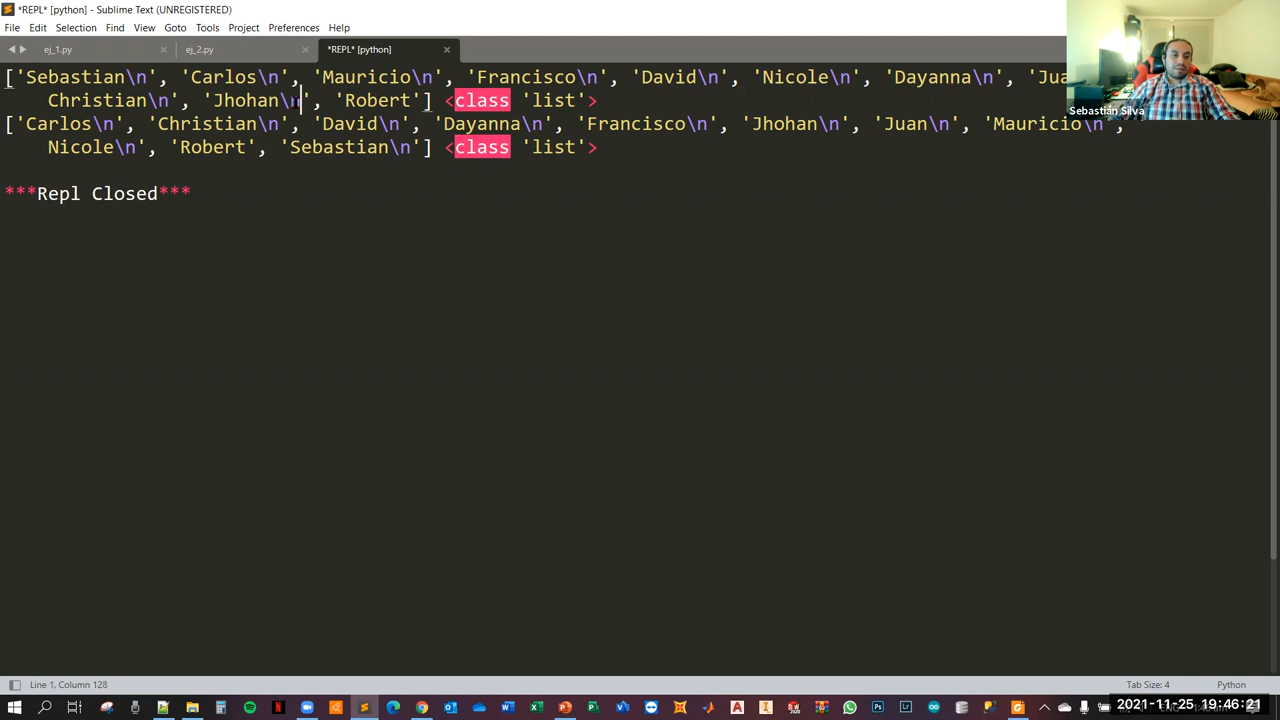 *REPL* [python] - Sublime Text (UNREGISTERED)
File Edit Selection Find View Goto Tools Project Preferences Help
ej_1.py × ej_2.py × *REPL* [python] ×
['Sebastian\n', 'Carlos\n', 'Mauricio\n', 'Francisco\n', 'David\n', 'Nicole\n', 'Dayanna\n', 'Jua
Christian\n', 'Jhohan\n', 'Robert'] <class 'list'>
['Carlos\n', 'Christian\n', 'David\n', 'Dayanna\n', 'Francisco\n', 'Jhohan\n', 'Juan\n', 'Mauricio\n', '
Nicole\n', 'Robert', 'Sebastian\n'] <class 'list'>
***Repl Closed***
Sebastian Silva
Line 1, Column 128 Tab Size: 4 Python
2021-11-25 19:46:21